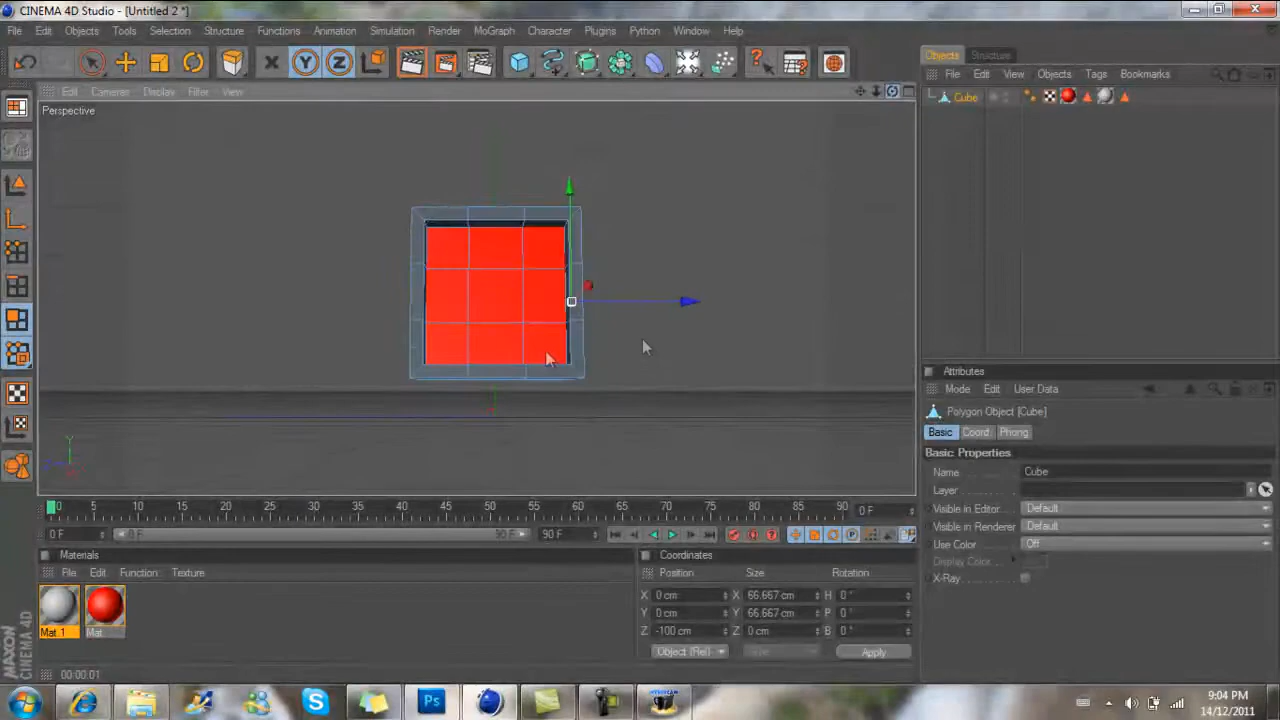 CINEMA 4D Studio - [Untitled 2 *]
File Edit Objects Tools Selection Structure Functions Animation Simulation Render MoGraph Character Plugins Python Window Help
Edit Cameras Display Filter View
Perspective
Y
Objects Structure
File Edit View Objects Tags Bookmarks
Cube
Attributes
Mode Edit User Data
Polygon Object [Cube]
Basic Coord. Phong
Basic Properties
Name Cube
Layer
Visible in Editor Default
Visible in Renderer Default
Use Color Off
Display Color
X-Ray
0 5 10 15 20 25 30 35 40 45 50 55 60 65 70 75 80 85 90 0 F
0 F 0 F 90 F 90 F
Materials
File Edit Function Texture
Mat 1 Mat
Coordinates
Position Size Rotation
X 0 cm X 66.667 cm H 0 °
Y 0 cm Y 66.667 cm P 0 °
Z -100 cm Z 0 cm B 0 °
Object (Rel) Apply
MAXON
CINEMA 4D
00:00:01
9:04 PM
14/12/2011